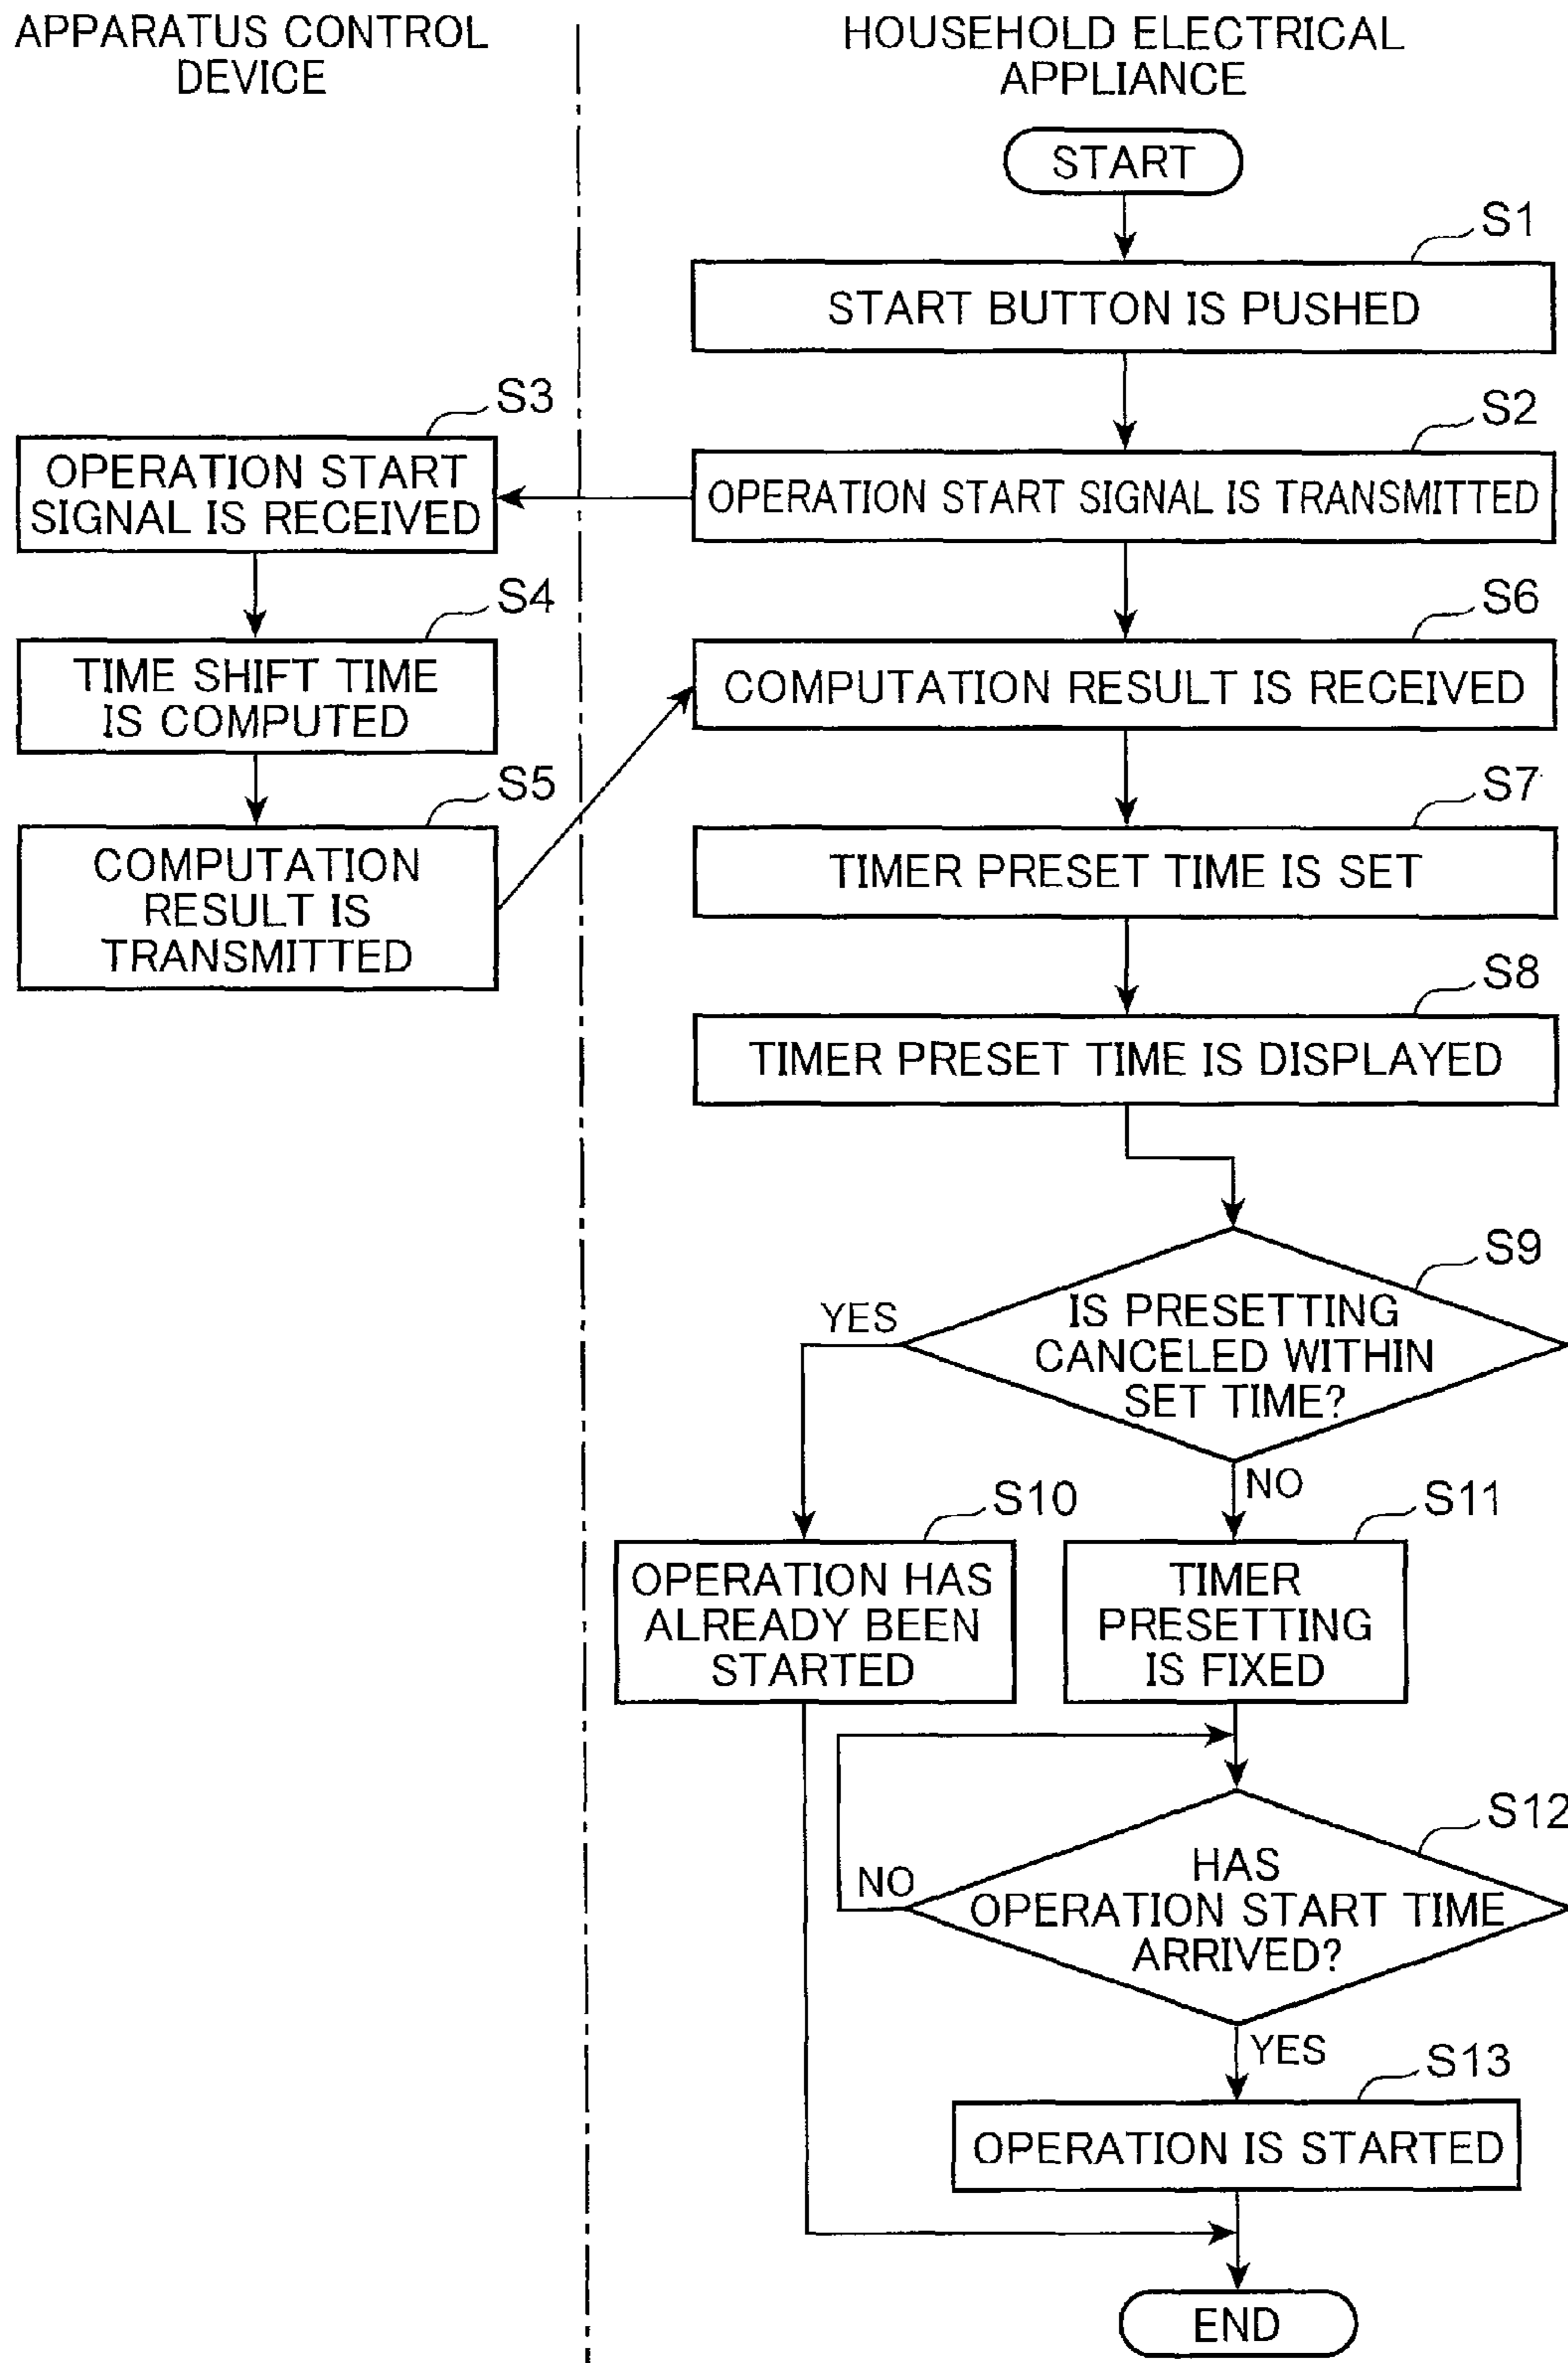 APPARATUS CONTROL
DEVICE
HOUSEHOLD ELECTRICAL
APPLIANCE
START
S1
START BUTTON IS PUSHED
S2
OPERATION START SIGNAL IS TRANSMITTED
S3
OPERATION START
SIGNAL IS RECEIVED
S4
TIME SHIFT TIME
IS COMPUTED
S5
COMPUTATION
RESULT IS
TRANSMITTED
S6
COMPUTATION RESULT IS RECEIVED
S7
TIMER PRESET TIME IS SET
S8
TIMER PRESET TIME IS DISPLAYED
S9
IS PRESETTING
CANCELED WITHIN
SET TIME?
YES
NO
S10
OPERATION HAS
ALREADY BEEN
STARTED
S11
TIMER
PRESETTING
IS FIXED
S12
HAS
OPERATION START TIME
ARRIVED?
NO
YES
S13
OPERATION IS STARTED
END